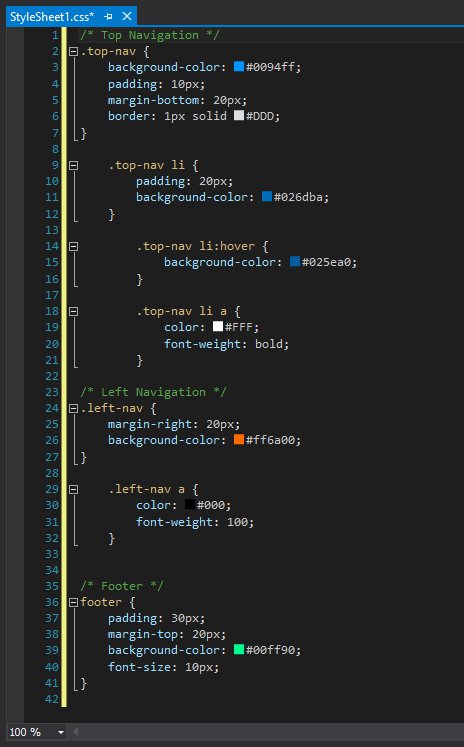 StyleSheet1.css*
1 /* Top Navigation */
2 .top-nav {
3 background-color: #0094ff;
4 padding: 10px;
5 margin-bottom: 20px;
6 border: 1px solid #DDD;
7 }
8
9 .top-nav li {
10 padding: 20px;
11 background-color: #026dba;
12 }
13
14 .top-nav li:hover {
15 background-color: #025ea0;
16 }
17
18 .top-nav li a {
19 color: #FFF;
20 font-weight: bold;
21 }
22
23 /* Left Navigation */
24 .left-nav {
25 margin-right: 20px;
26 background-color: #ff6a00;
27 }
28
29 .left-nav a {
30 color: #000;
31 font-weight: 100;
32 }
33
34
35 /* Footer */
36 footer {
37 padding: 30px;
38 margin-top: 20px;
39 background-color: #00ff90;
40 font-size: 10px;
41 }
42
100 %